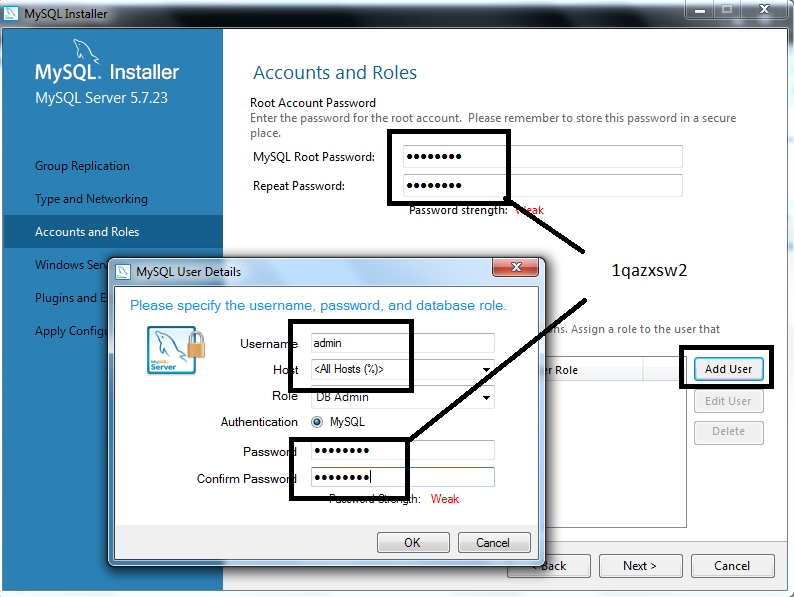 MySQL Installer
MySQL. Installer
MySQL Server 5.7.23
Group Replication
Type and Networking
Accounts and Roles
Windows Serv
Plugins and E
Apply Configu
Accounts and Roles
Root Account Password
Enter the password for the root account. Please remember to store this password in a secure
place.
MySQL Root Password: ●●●●●●●●
Repeat Password: ●●●●●●●●
Password strength: Weak
1qazxsw2
ns. Assign a role to the user that
er Role
Add User
Edit User
Delete
MySQL User Details
Please specify the username, password, and database role.
MySQL
Server
Username admin
Host <All Hosts (%)>
Role DB Admin
Authentication MySQL
Password ●●●●●●●●
Confirm Password ●●●●●●●●
Password Strength: Weak
OK Cancel
< Back Next > Cancel